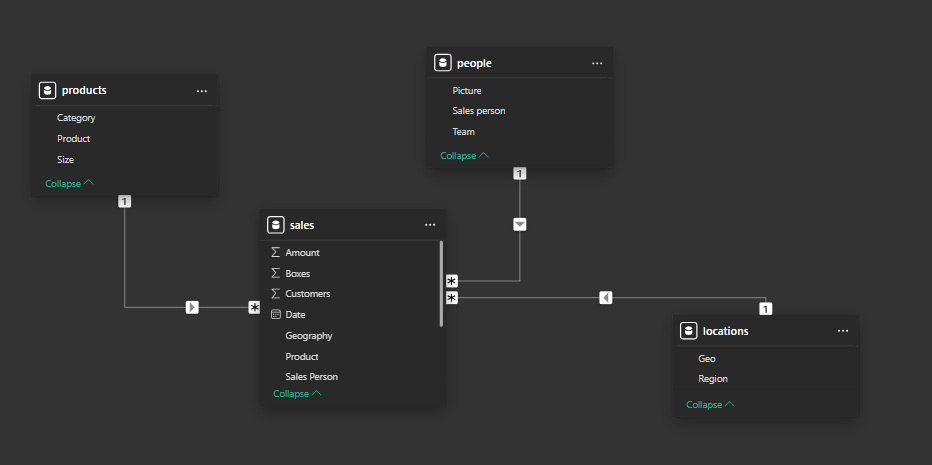 products
Category
Product
Size
Collapse
1
people
Picture
Sales person
Team
Collapse
1
sales
Amount
Boxes
Customers
Date
Geography
Product
Sales Person
Collapse
*
*
*
1
locations
Geo
Region
Collapse